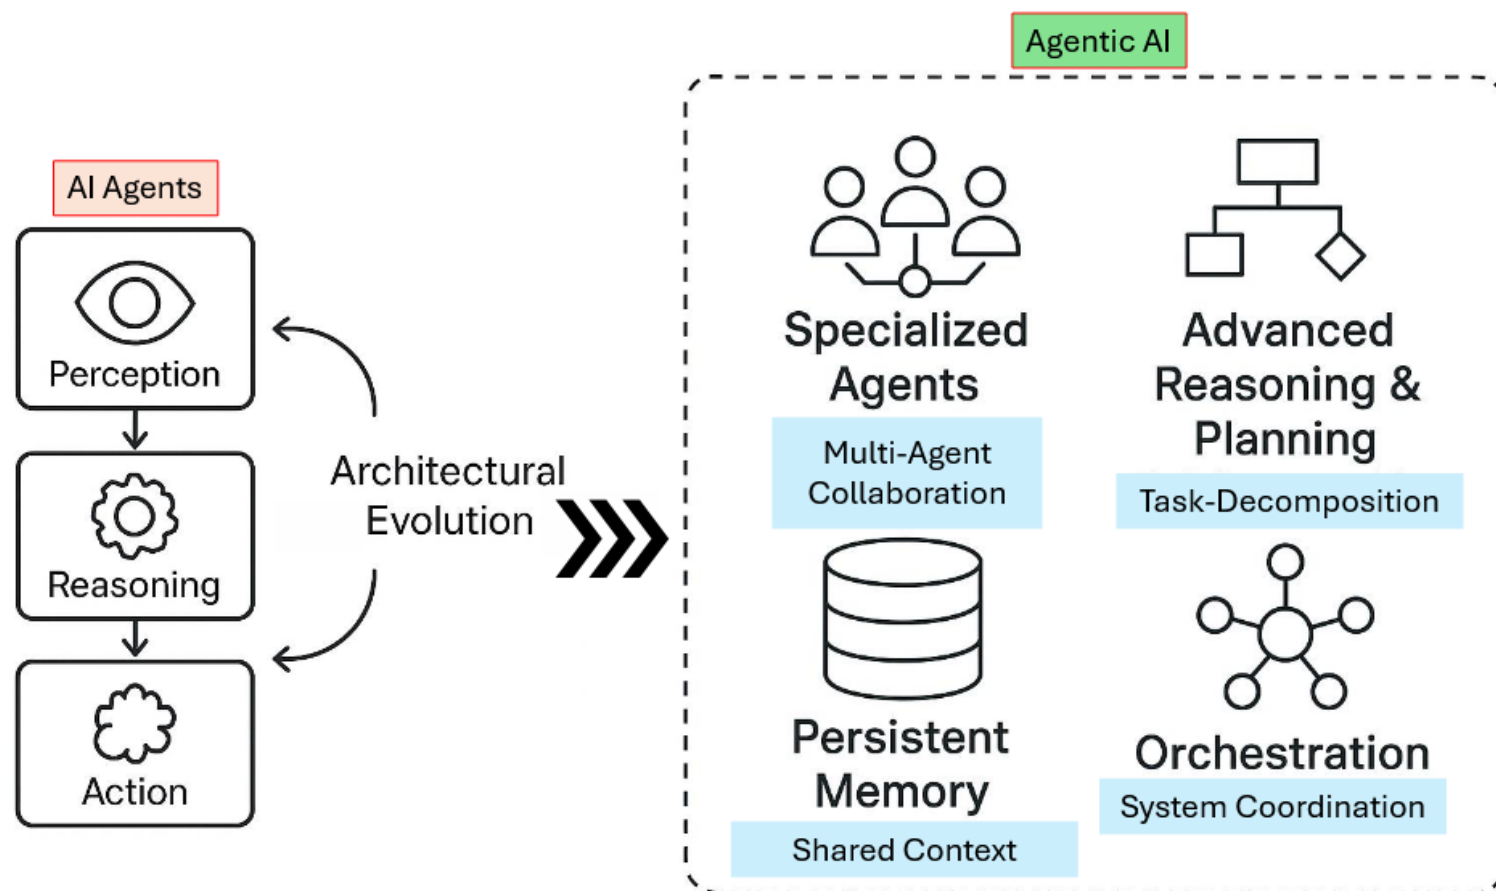 Agentic AI
AI Agents
Perception
Reasoning
Action
Architectural
Evolution
Specialized
Agents
Multi-Agent
Collaboration
Advanced
Reasoning &
Planning
Task-Decomposition
Persistent
Memory
Shared Context
Orchestration
System Coordination